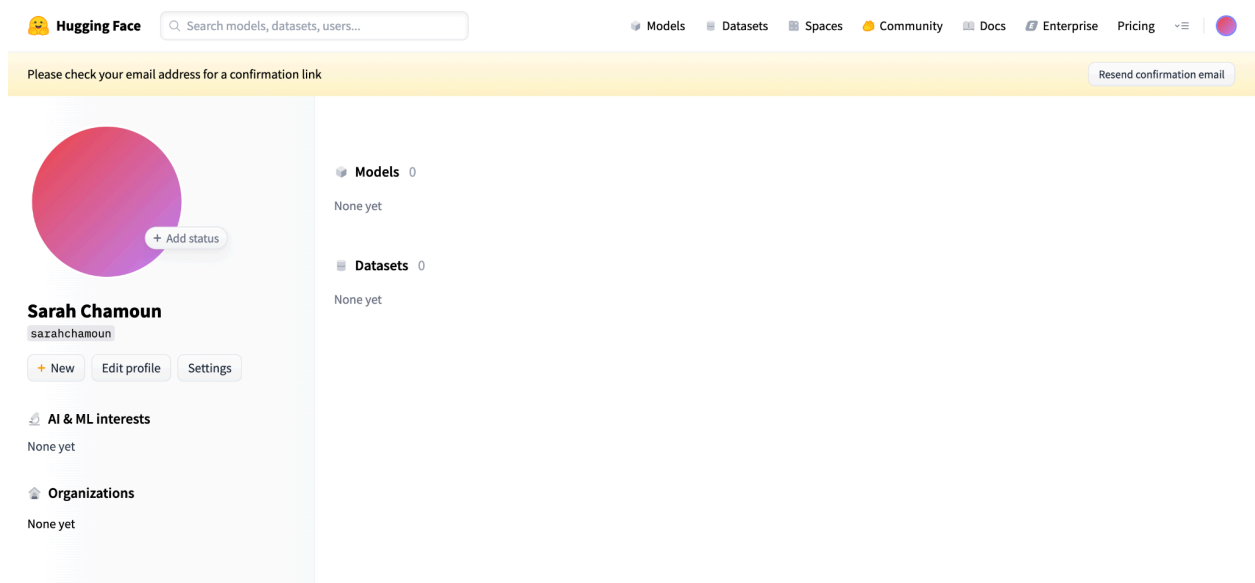 Hugging Face
Search models, datasets, users...
Models
Datasets
Spaces
Community
Docs
Enterprise
Pricing
Please check your email address for a confirmation link
Resend confirmation email
+ Add status
Sarah Chamoun
sarahchamoun
+ New
Edit profile
Settings
AI & ML interests
None yet
Organizations
None yet
Models 0
None yet
Datasets 0
None yet